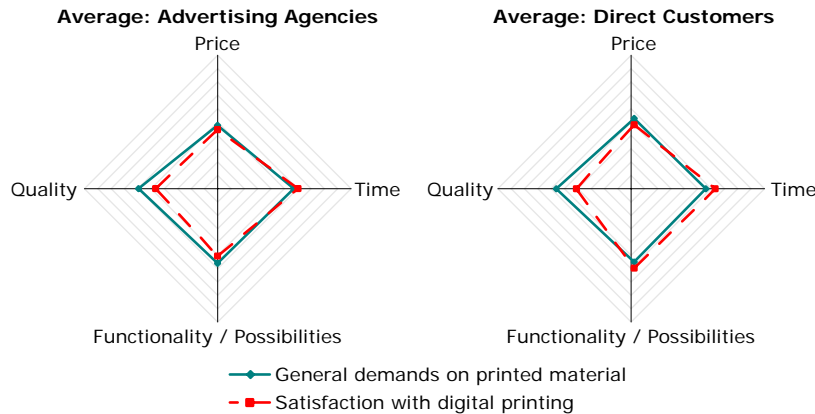 Average: Advertising Agencies
Price
Quality
Time
Functionality / Possibilities
Average: Direct Customers
Price
Quality
Time
Functionality / Possibilities
General demands on printed material
Satisfaction with digital printing